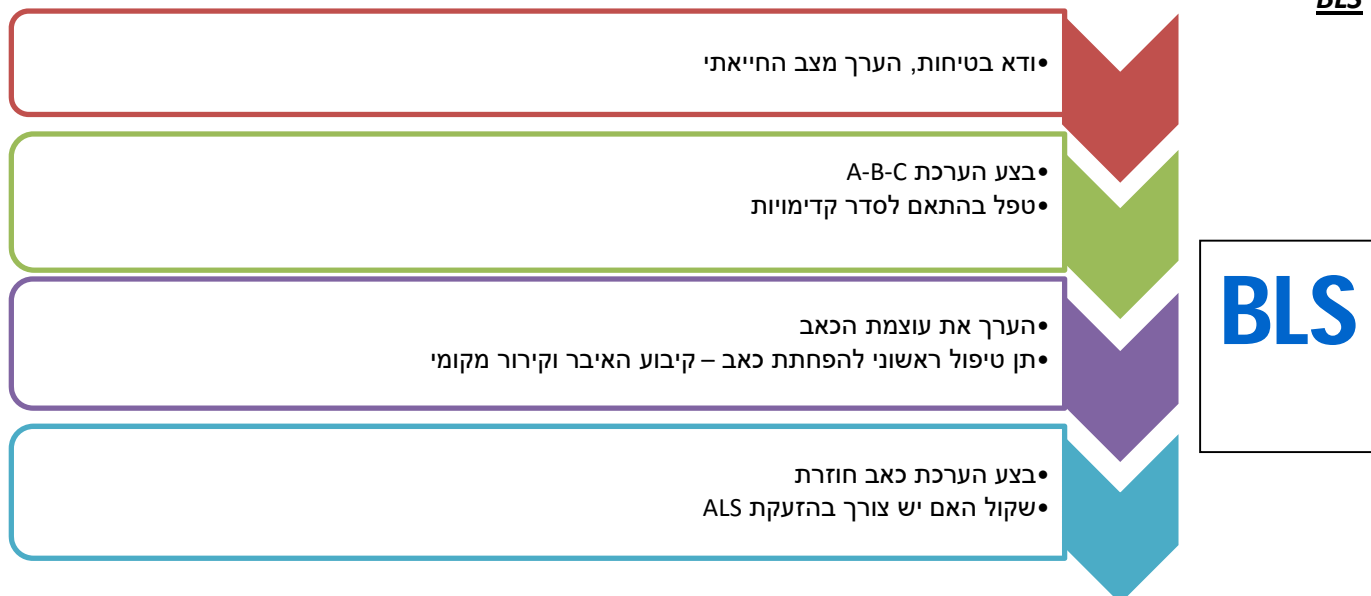 BLS
•ודא בטיחות, הערך מצב החייאתי
•בצע הערכת A-B-C
•טפל בהתאם לסדר קדימויות
BLS
•הערך את עוצמת הכאב
•תן טיפול ראשוני להפחתת כאב – קיבוע האיבר וקירור מקומי
•בצע הערכת כאב חוזרת
•שקול האם יש צורך בהזעקת ALS